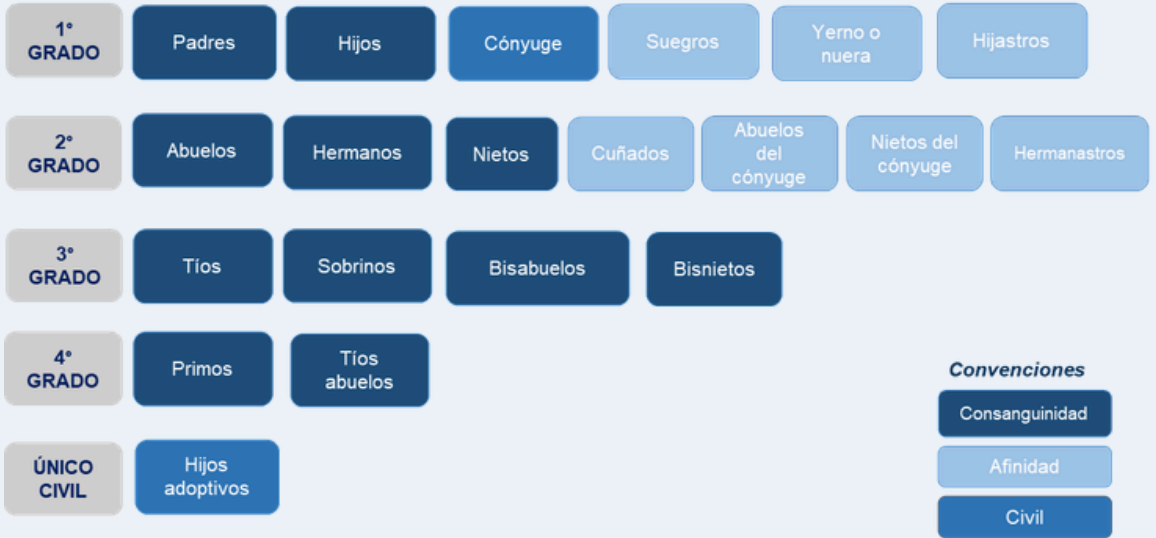 1°
GRADO
Padres
Hijos
Cónyuge
Suegros
Yerno o
nuera
Hijastros
2°
GRADO
Abuelos
Hermanos
Nietos
Cuñados
Abuelos
del
cónyuge
Nietos del
cónyuge
Hermanastros
3°
GRADO
Tíos
Sobrinos
Bisabuelos
Bisnietos
4°
GRADO
Primos
Tíos
abuelos
ÚNICO
CIVIL
Hijos
adoptivos
Convenciones
Consanguinidad
Afinidad
Civil